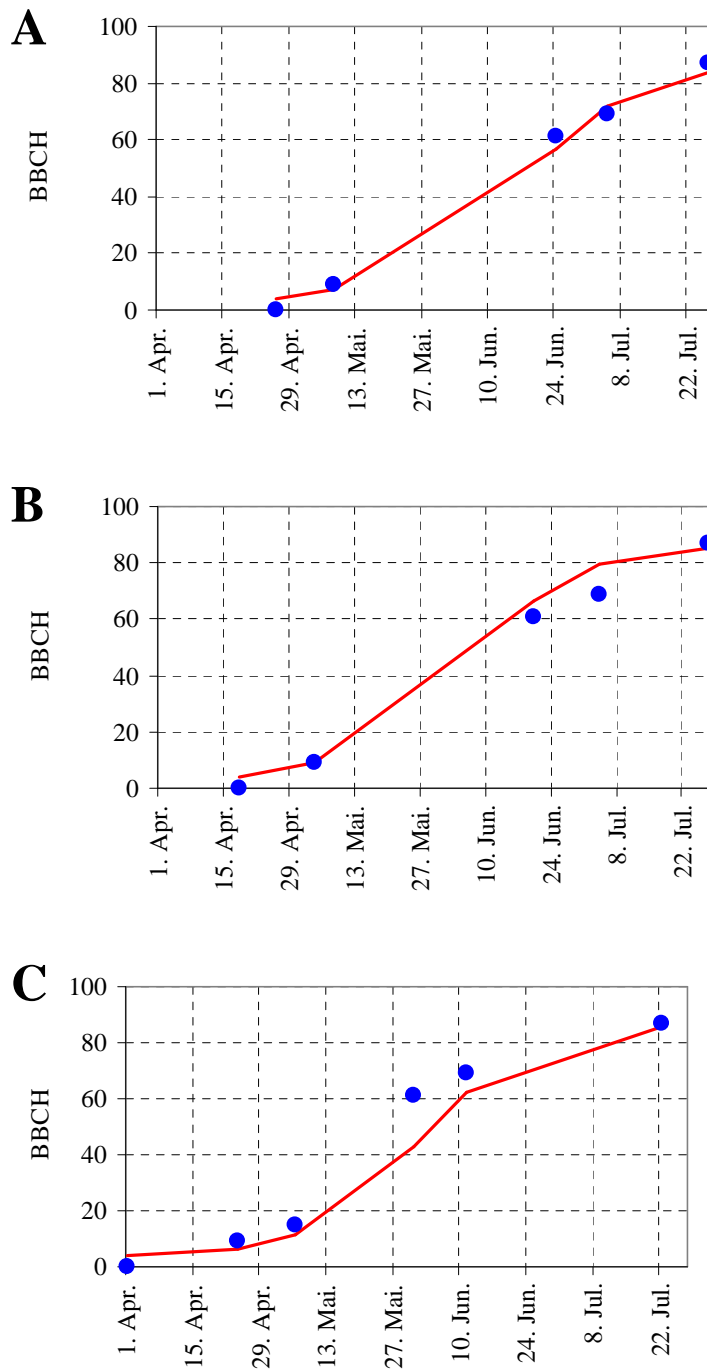 A
BBCH
100
80
60
40
20
0
1. Apr.
15. Apr.
29. Apr.
13. Mai.
27. Mai.
10. Jun.
24. Jun.
8. Jul.
22. Jul.
B
BBCH
100
80
60
40
20
0
1. Apr.
15. Apr.
29. Apr.
13. Mai.
27. Mai.
10. Jun.
24. Jun.
8. Jul.
22. Jul.
C
BBCH
100
80
60
40
20
0
1. Apr.
15. Apr.
29. Apr.
13. Mai.
27. Mai.
10. Jun.
24. Jun.
8. Jul.
22. Jul.